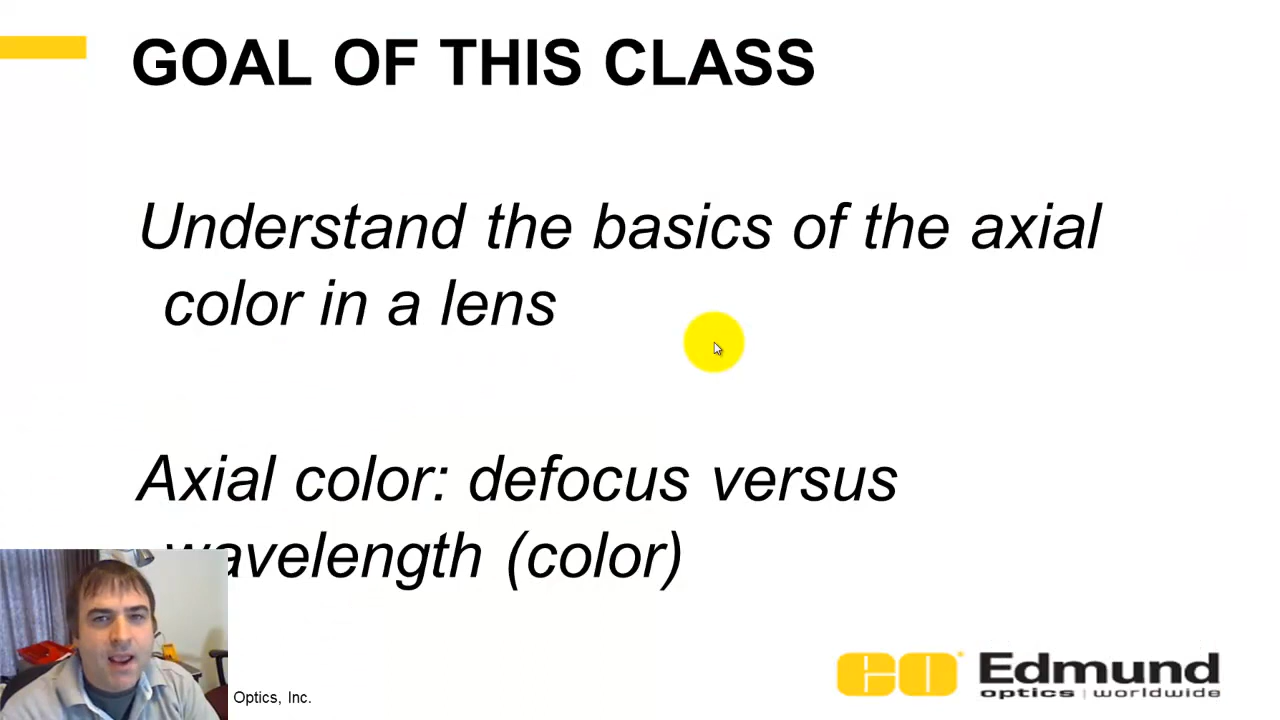 GOAL OF THIS CLASS
Understand the basics of the axial
color in a lens
Axial color: defocus versus
wavelength (color)
Optics, Inc.
EO Edmund
optics | worldwide